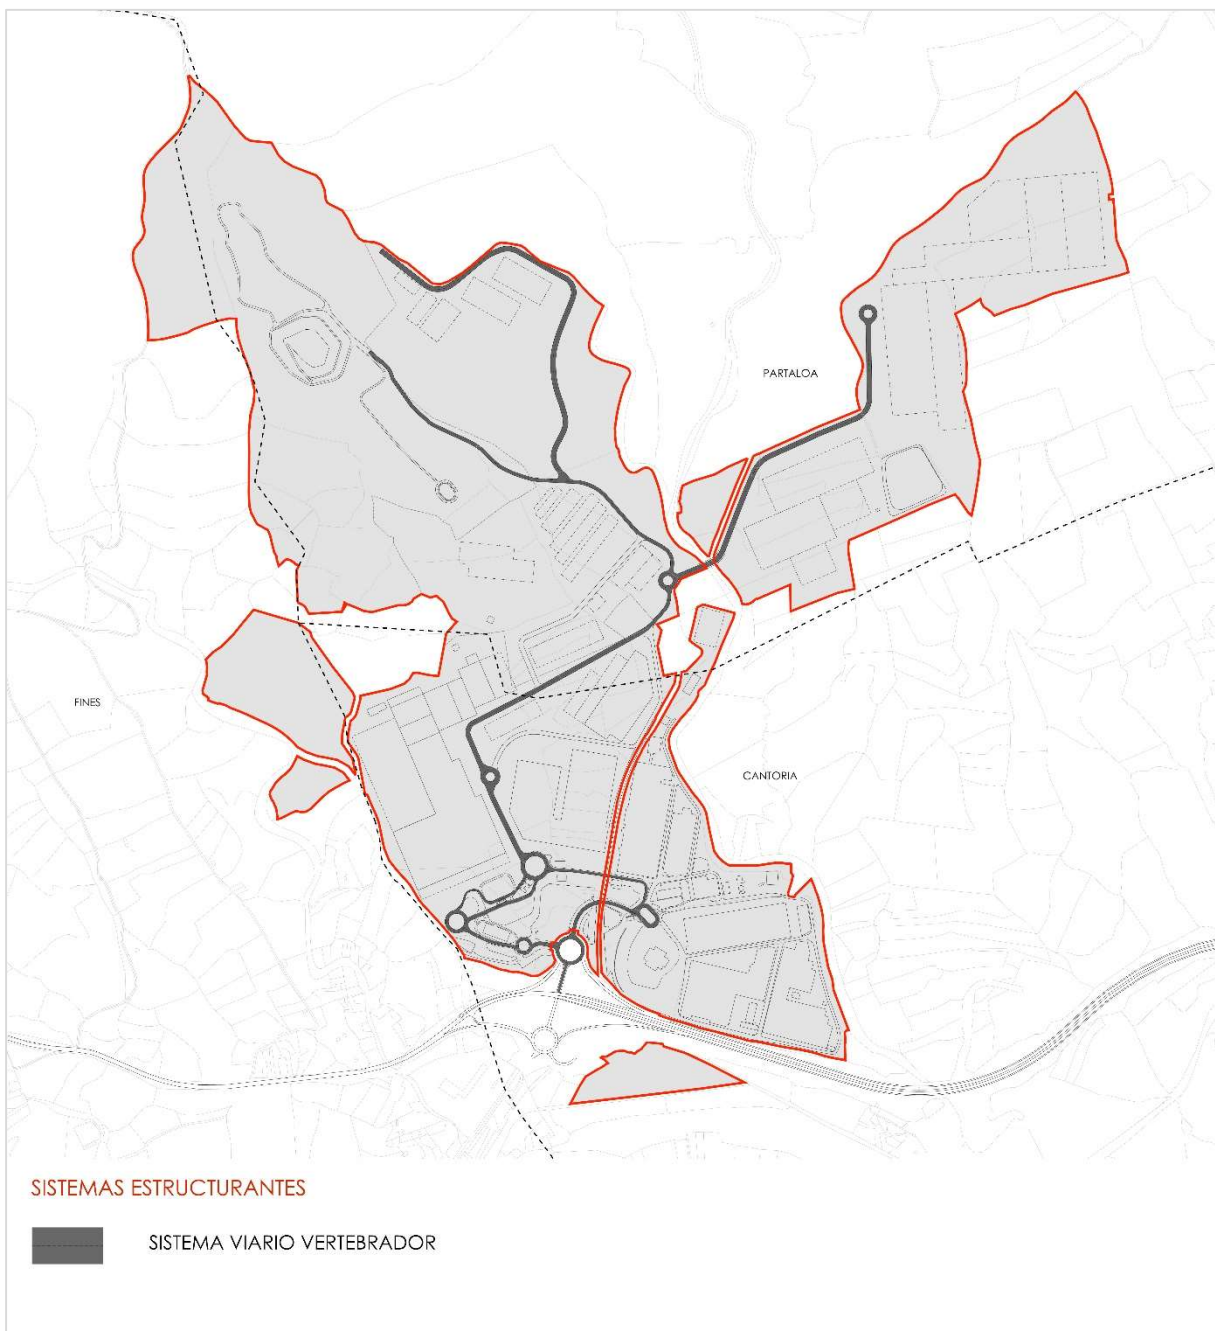 PARTALOA
FINES
CANTORIA
SISTEMAS ESTRUCTURANTES
SISTEMA VIARIO VERTEBRADOR